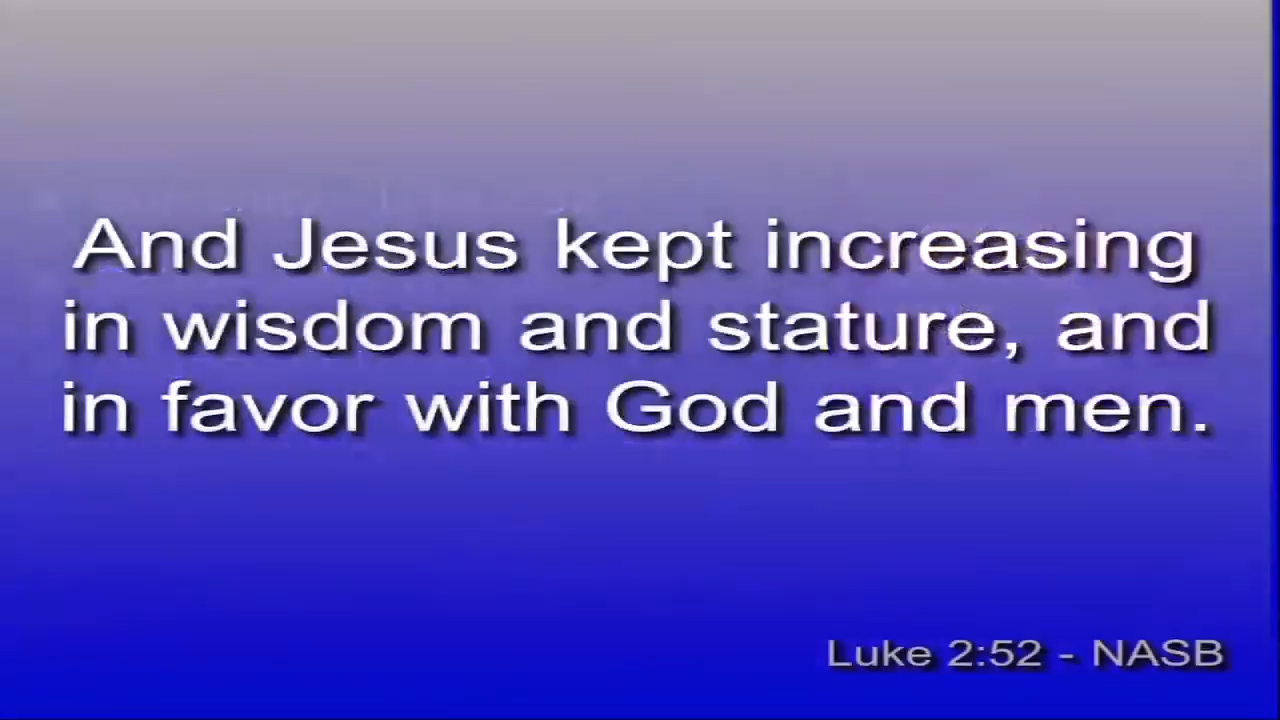 And Jesus kept increasing
in wisdom and stature, and
in favor with God and men.
Luke 2:52 - NASB